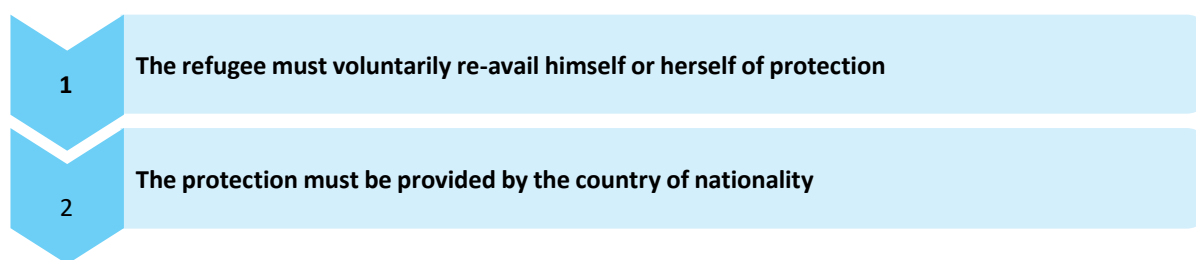 1
The refugee must voluntarily re-avail himself or herself of protection
2
The protection must be provided by the country of nationality